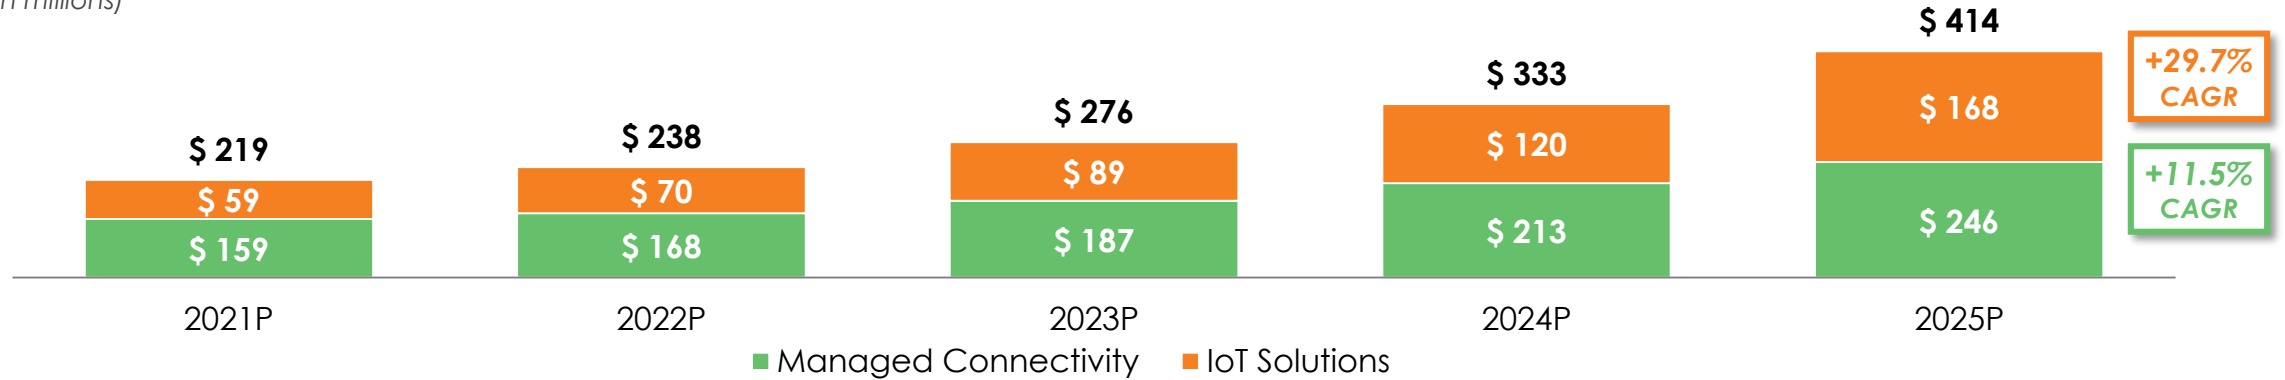 n millions)
$ 219
$ 238
$ 276
$ 333
$ 414
$ 59
$ 70
$ 89
$ 120
$ 168
$ 159
$ 168
$ 187
$ 213
$ 246
+29.7%
CAGR
+11.5%
CAGR
2021P
2022P
2023P
2024P
2025P
Managed Connectivity
IoT Solutions